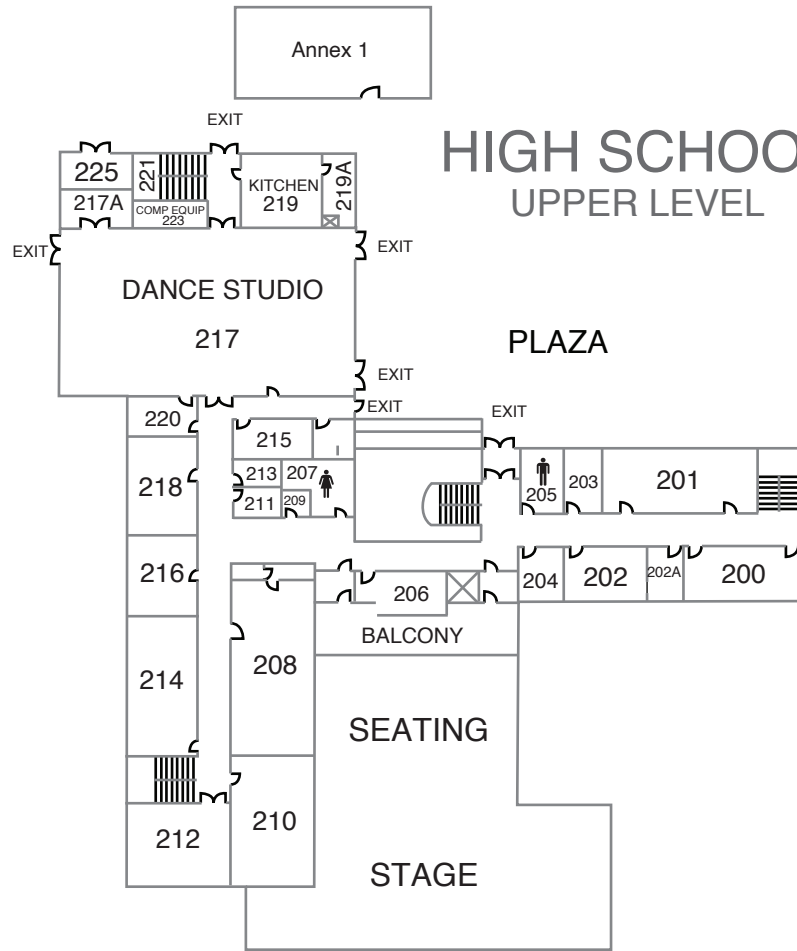 Annex 1
EXIT
HIGH SCHOO
UPPER LEVEL
225
221
KITCHEN
219
219A
217A
COMP EQUIP
223
EXIT
EXIT
DANCE STUDIO
217
PLAZA
EXIT
EXIT
EXIT
220
215
218
213
207
211
209
205
203
201
216
206
204
202
202A
200
BALCONY
208
214
SEATING
212
210
STAGE